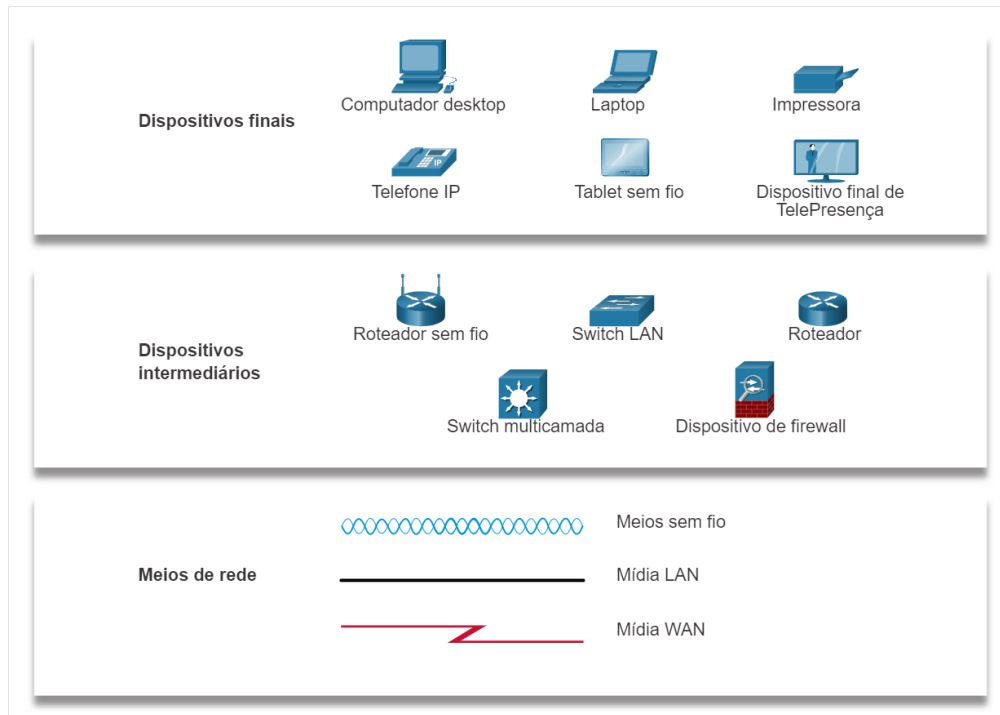 Dispositivos finais
Computador desktop
Laptop
Impressora
IP
Telefone IP
Tablet sem fio
Dispositivo final de
TelePresença
Dispositivos
intermediários
Roteador sem fio
Switch LAN
Roteador
Switch multicamada
Dispositivo de firewall
Meios de rede
Meios sem fio
Mídia LAN
Mídia WAN